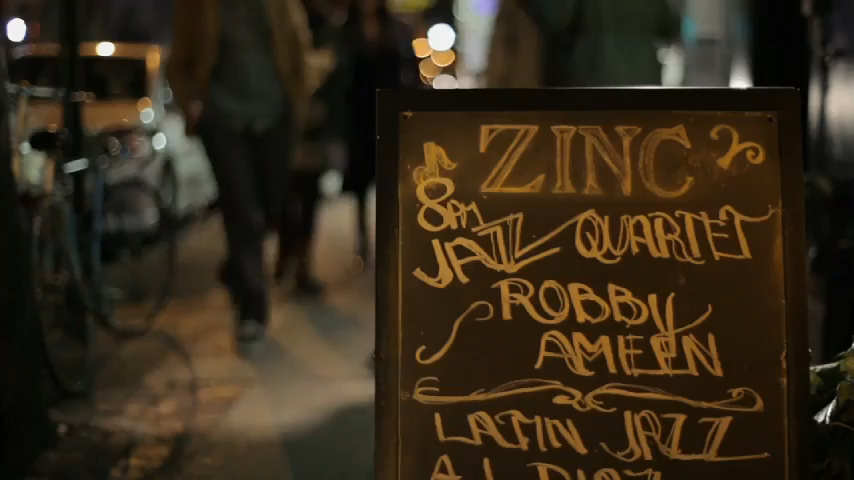 ZINC
8PM
JAZZ QUARTET
ROBBY
AMEEN
LATIN JAZZ